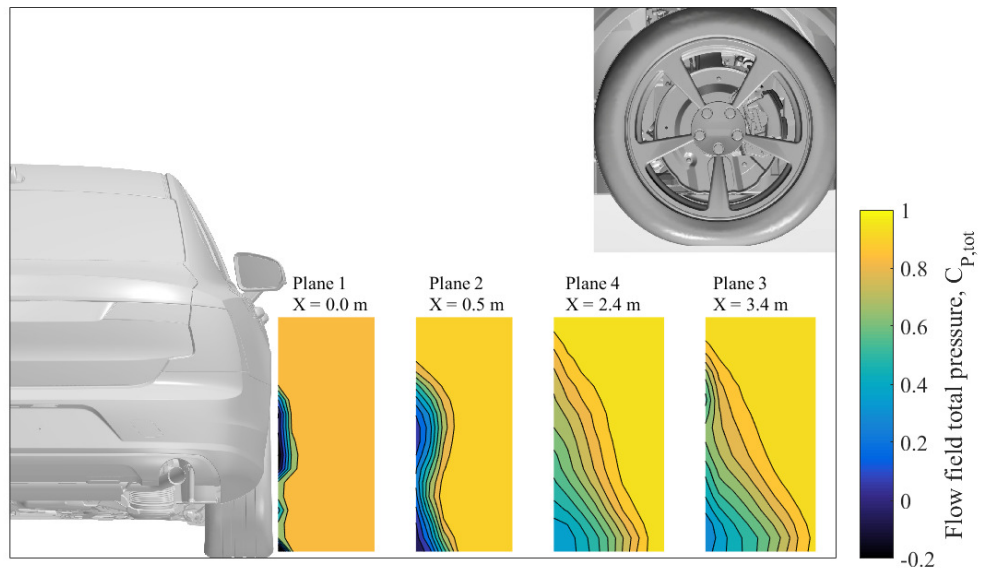 Plane 1
X = 0.0 m
Plane 2
X = 0.5 m
Plane 4
X = 2.4 m
Plane 3
X = 3.4 m
1
0.8
0.6
0.4
0.2
0
-0.2
Flow field total pressure, C_P,tot